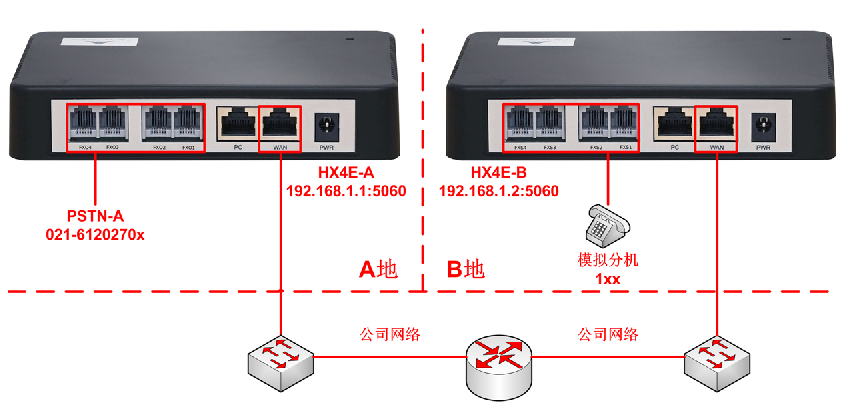 FXO4 FXO3 FXO2 FXO1 PC WAN PWR
FXS4 FXS3 FXS2 FXS1 PC WAN PWR
HX4E-A
192.168.1.1:5060
HX4E-B
192.168.1.2:5060
PSTN-A
021-6120270x
A地
B地
模拟分机
1xx
公司网络
公司网络